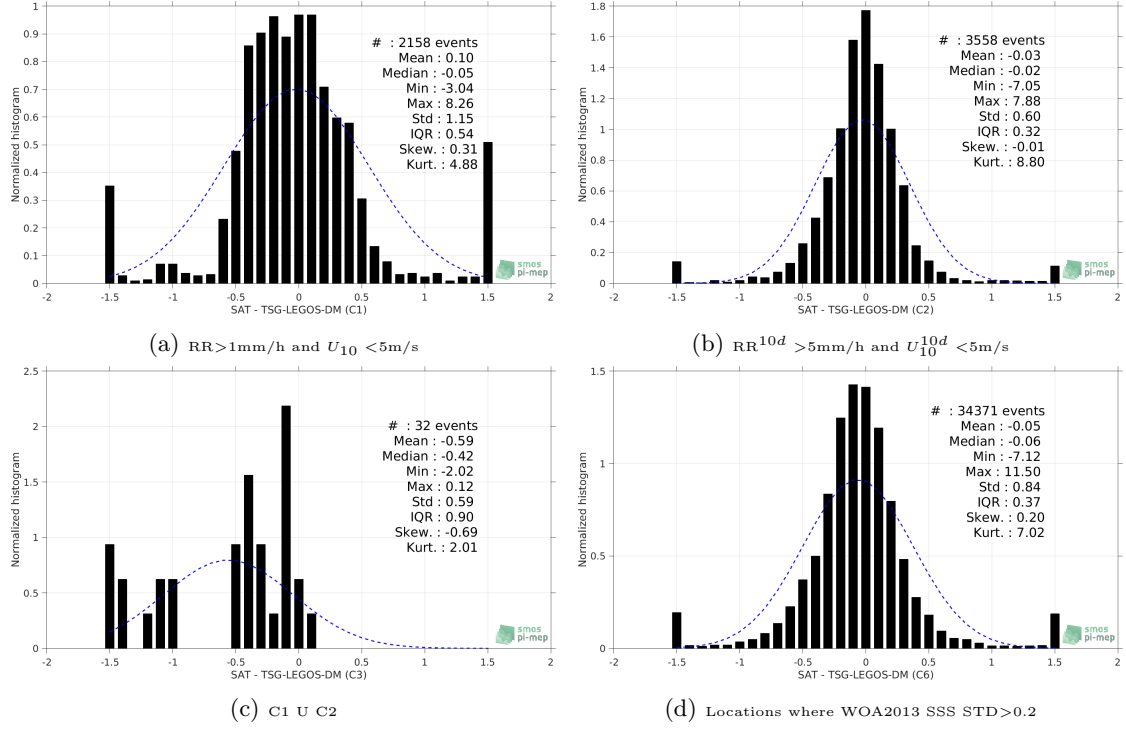 1
0.9
0.8
0.7
0.6
0.5
0.4
0.3
0.2
0.1
0
Normalized histogram
# : 2158 events
Mean : 0.10
Median : -0.05
Min : -3.04
Max : 8.26
Std : 1.15
IQR : 0.54
Skew. : 0.31
Kurt. : 4.88
smos
pi-mep
-2 -1.5 -1 -0.5 0 0.5 1 1.5 2
SAT - TSG-LEGOS-DM (C1)
(a) RR>1mm/h and U10 <5m/s
1.8
1.6
1.4
1.2
1
0.8
0.6
0.4
0.2
0
Normalized histogram
# : 3558 events
Mean : -0.03
Median : -0.02
Min : -7.05
Max : 7.88
Std : 0.60
IQR : 0.32
Skew. : -0.01
Kurt. : 8.80
smos
pi-mep
-2 -1.5 -1 -0.5 0 0.5 1 1.5 2
SAT - TSG-LEGOS-DM (C2)
(b) RR^10d >5mm/h and U10^10d <5m/s
2.5
2
1.5
1
0.5
0
Normalized histogram
# : 32 events
Mean : -0.59
Median : -0.42
Min : -2.02
Max : 0.12
Std : 0.59
IQR : 0.90
Skew. : -0.69
Kurt. : 2.01
smos
pi-mep
-2 -1.5 -1 -0.5 0 0.5 1 1.5 2
SAT - TSG-LEGOS-DM (C3)
(c) C1 U C2
1.5
1
0.5
0
Normalized histogram
# : 34371 events
Mean : -0.05
Median : -0.06
Min : -7.12
Max : 11.50
Std : 0.84
IQR : 0.37
Skew. : 0.20
Kurt. : 7.02
smos
pi-mep
-2 -1.5 -1 -0.5 0 0.5 1 1.5 2
SAT - TSG-LEGOS-DM (C6)
(d) Locations where WOA2013 SSS STD>0.2